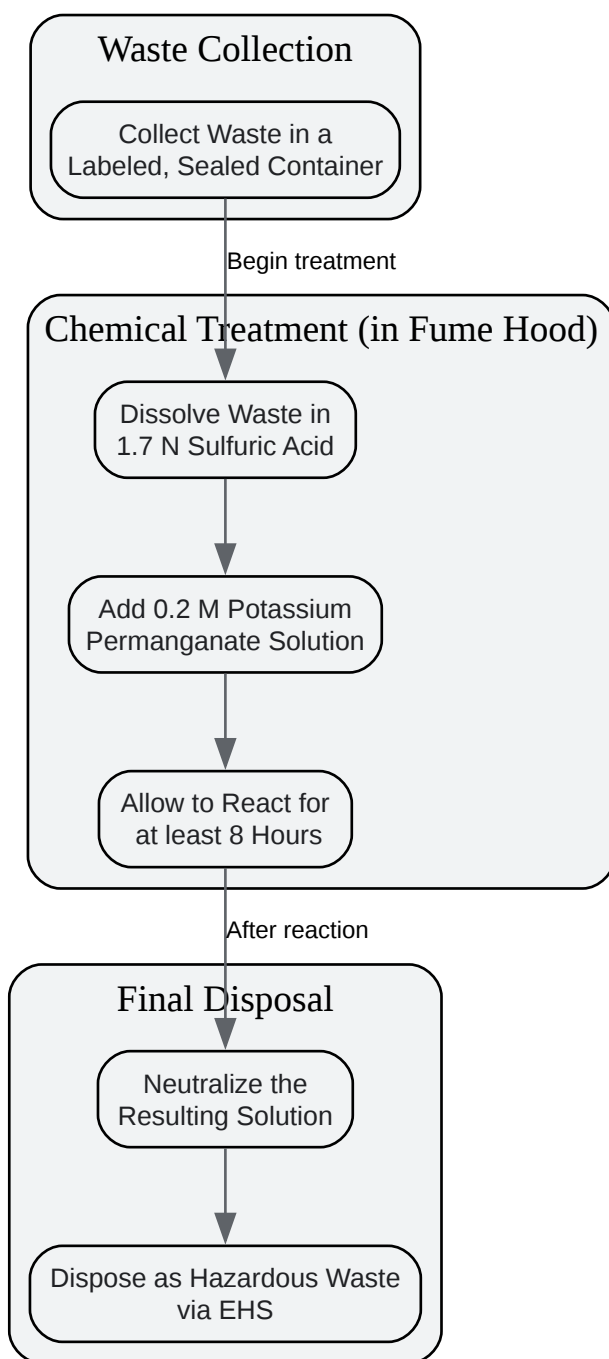 Waste Collection
Collect Waste in a
Labeled, Sealed Container
Begin treatment
Chemical Treatment (in Fume Hood)
Dissolve Waste in
1.7 N Sulfuric Acid
Add 0.2 M Potassium
Permanganate Solution
Allow to React for
at least 8 Hours
After reaction
Final Disposal
Neutralize the
Resulting Solution
Dispose as Hazardous Waste
via EHS